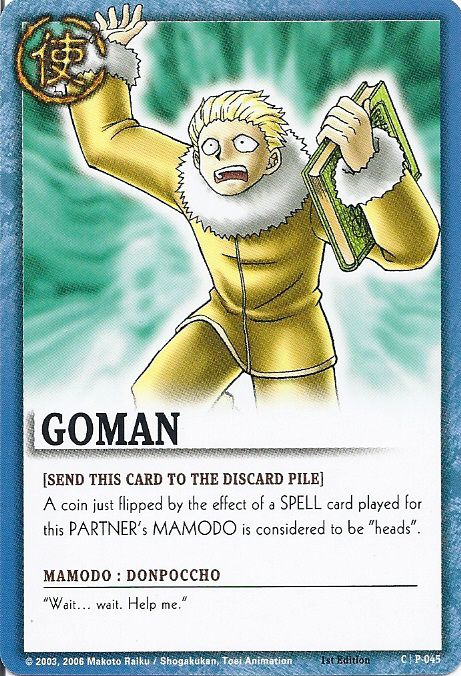 使
GOMAN
[SEND THIS CARD TO THE DISCARD PILE]
A coin just flipped by the effect of a SPELL card played for
this PARTNER's MAMODO is considered to be "heads".
MAMODO : DONPOCCHO
"Wait... wait. Help me."
© 2003, 2006 Makoto Raiku / Shogakukan, Toei Animation 1st Edition C | P-045